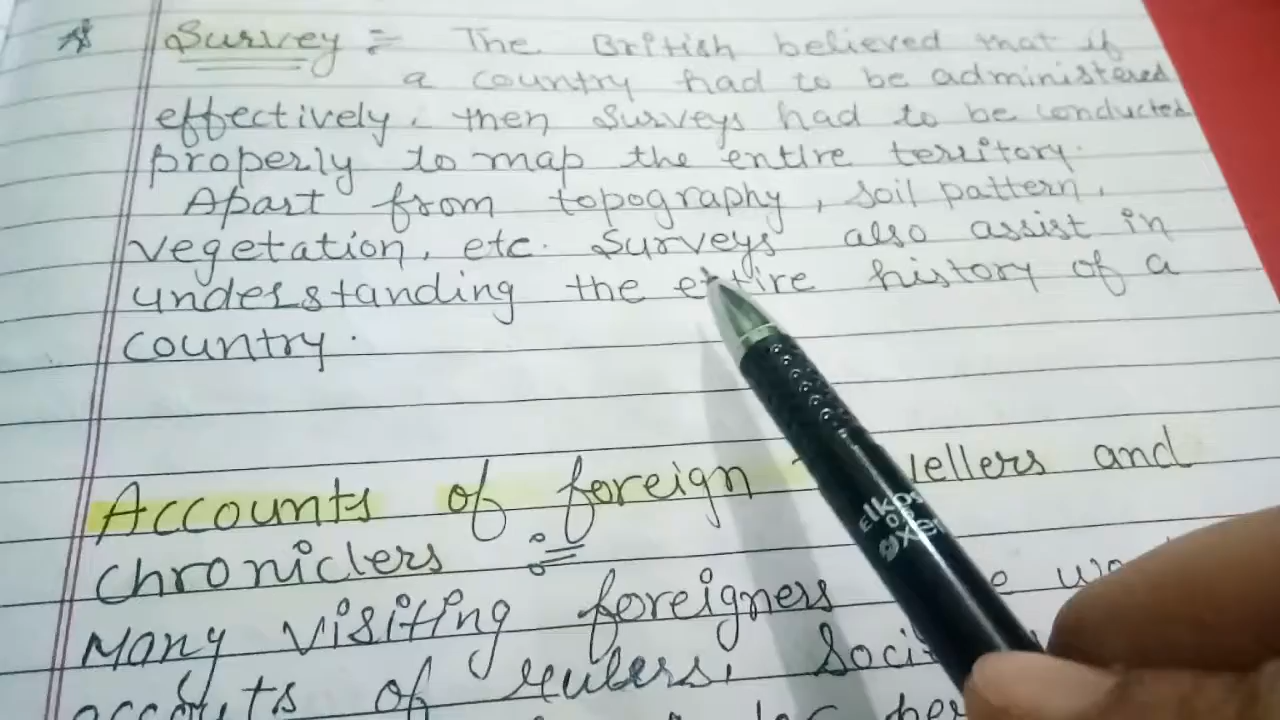 Survey :- The British believed that if
a country had to be administered
effectively, then surveys had to be conducted
properly to map the entire territory.
Apart from topography, soil pattern,
vegetation, etc. surveys also assist in
understanding the entire history of a
country.
Accounts of foreign and
chroniclers :-
Many visiting foreigners
of rulers,
Elkos